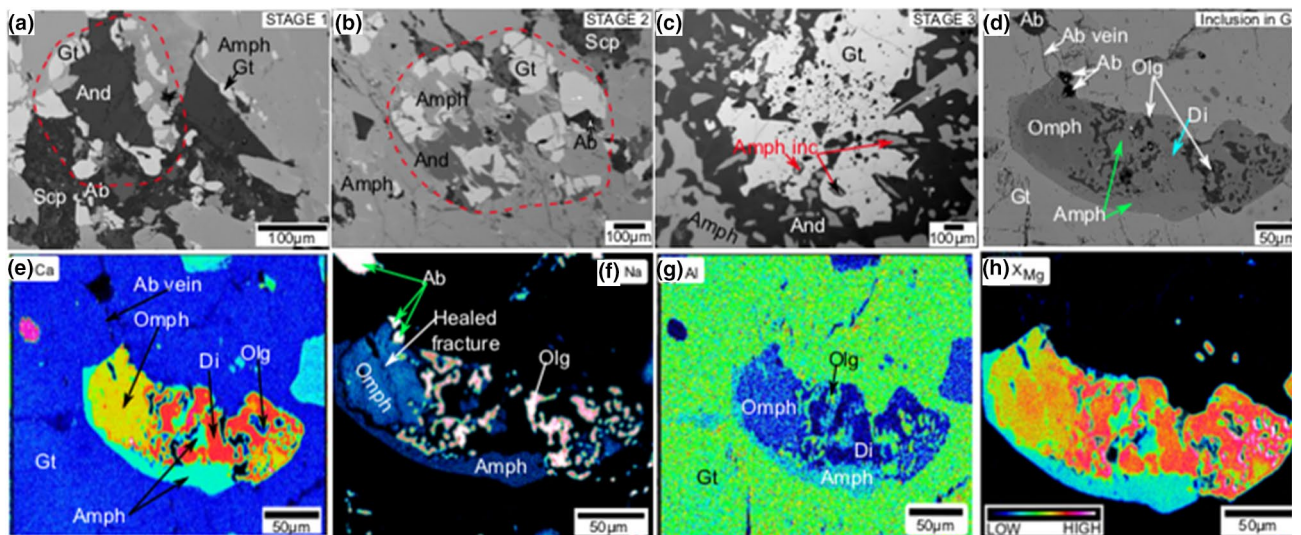 (a)
STAGE 1
Gt
Amph
Gt
And
Scp
Ab
100µm
(b)
STAGE 2
Scp
Gt
Amph
And
Ab
Amph
100µm
(c)
STAGE 3
Gt
Amph inc
And
Amph
100µm
(d)
Ab
Inclusion in G
Ab vein
Ab
Olg
Di
Omph
Gt
Amph
50µm
(e)
Ca
Ab vein
Omph
Di
Olg
Gt
Amph
50µm
(f)
Na
Ab
Healed
fracture
Olg
Omph
Amph
50µm
(g)
Al
Olg
Omph
Di
Gt
Amph
50µm
(h)
XMg
LOW
HIGH
50µm